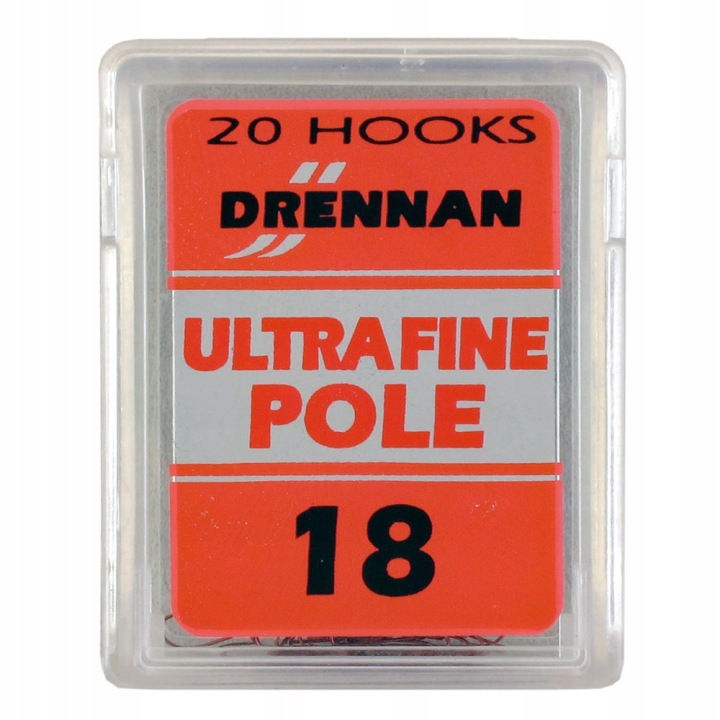 20 HOOKS
DRENNAN
ULTRAFINE
POLE
18